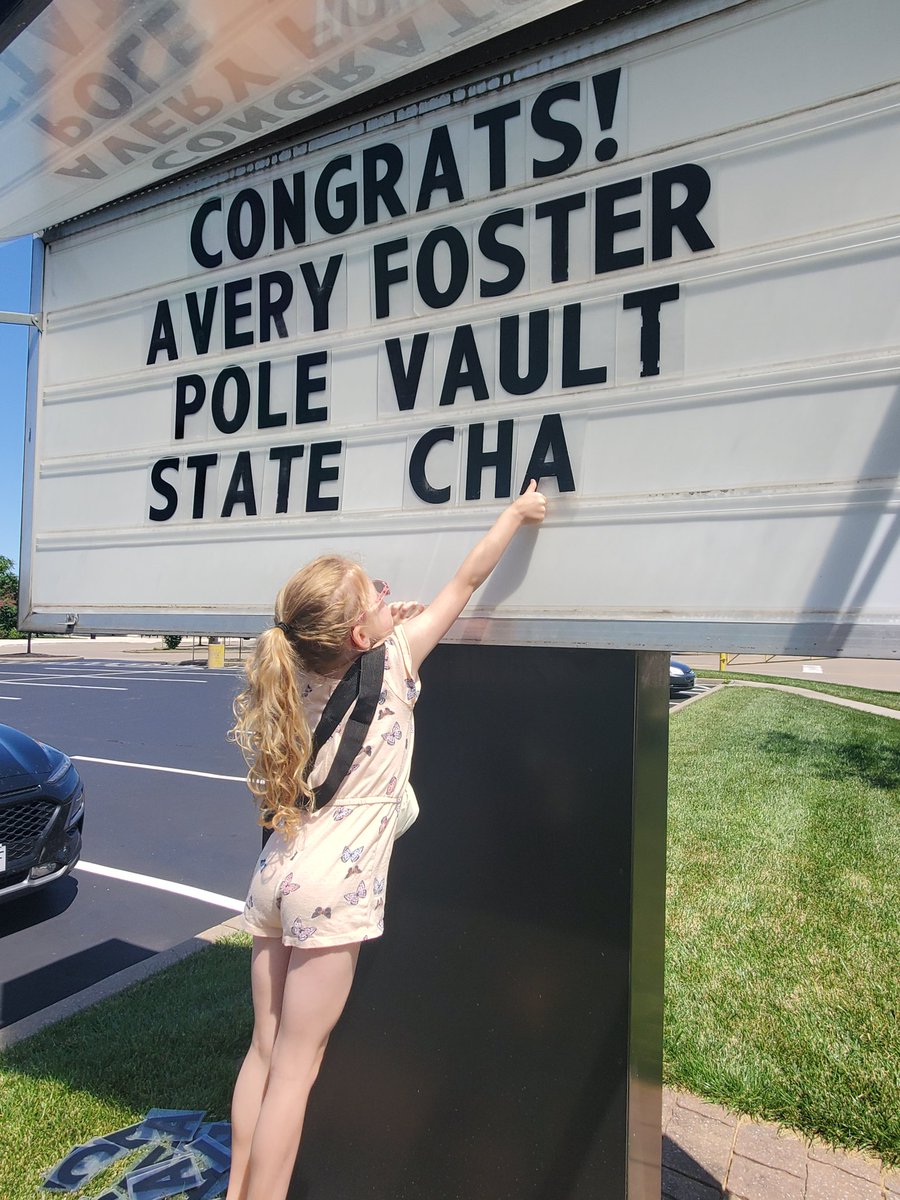 CONGRATS!
AVERY FOSTER
POLE VAULT
STATE CHA